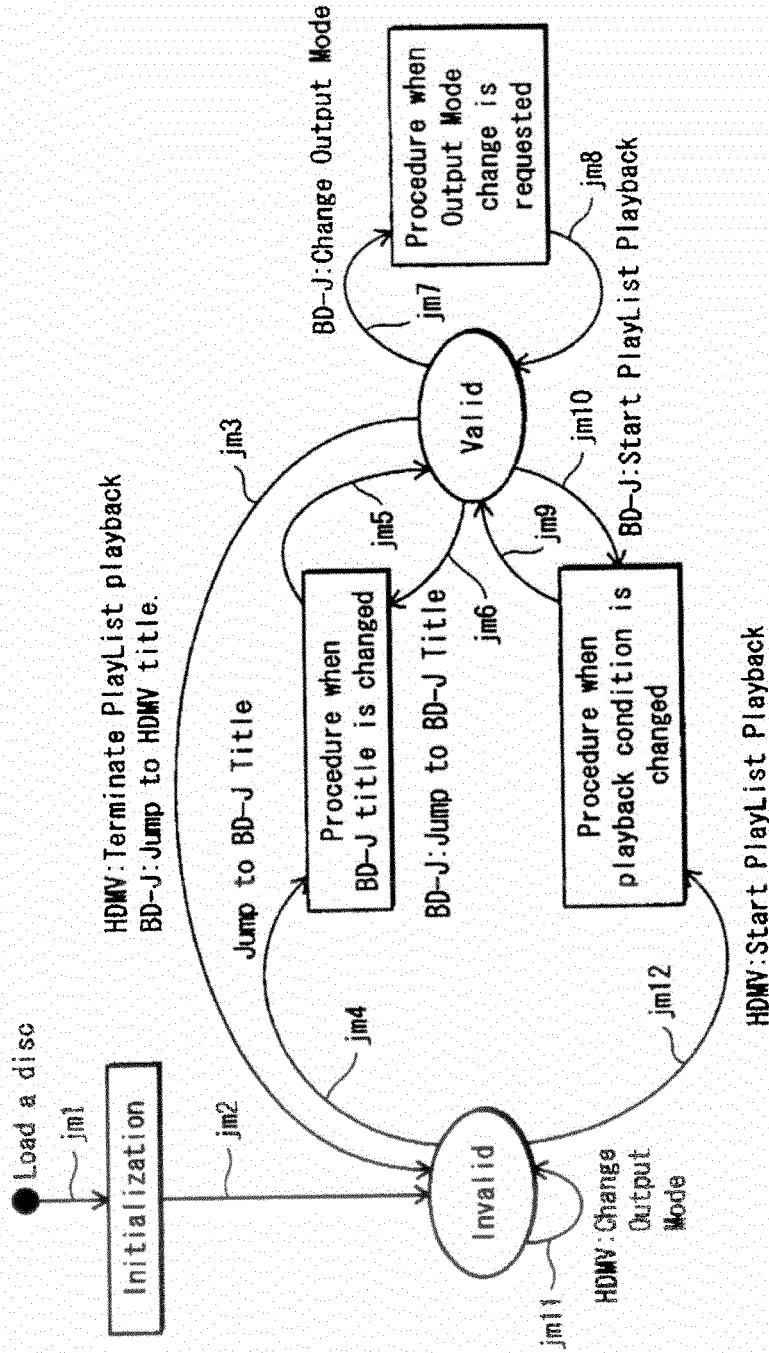 Load a disc
jm1
Initialization
jm2
HDMV:Terminate PlayList playback
BD-J:Jump to HDMV title.
jm3
Jump to BD-J Title
jm4
Procedure when
BD-J title is changed
jm5
jm6
BD-J:Jump to BD-J Title
BD-J:Change Output Mode
jm7
Procedure when
Output Mode
change is
requested
jm8
Invalid
Valid
jm9
jm10
BD-J:Start PlayList Playback
Procedure when
playback condition is
changed
jm11
HDMV:Change
Output
Mode
jm12
HDMV:Start PlayList Playback